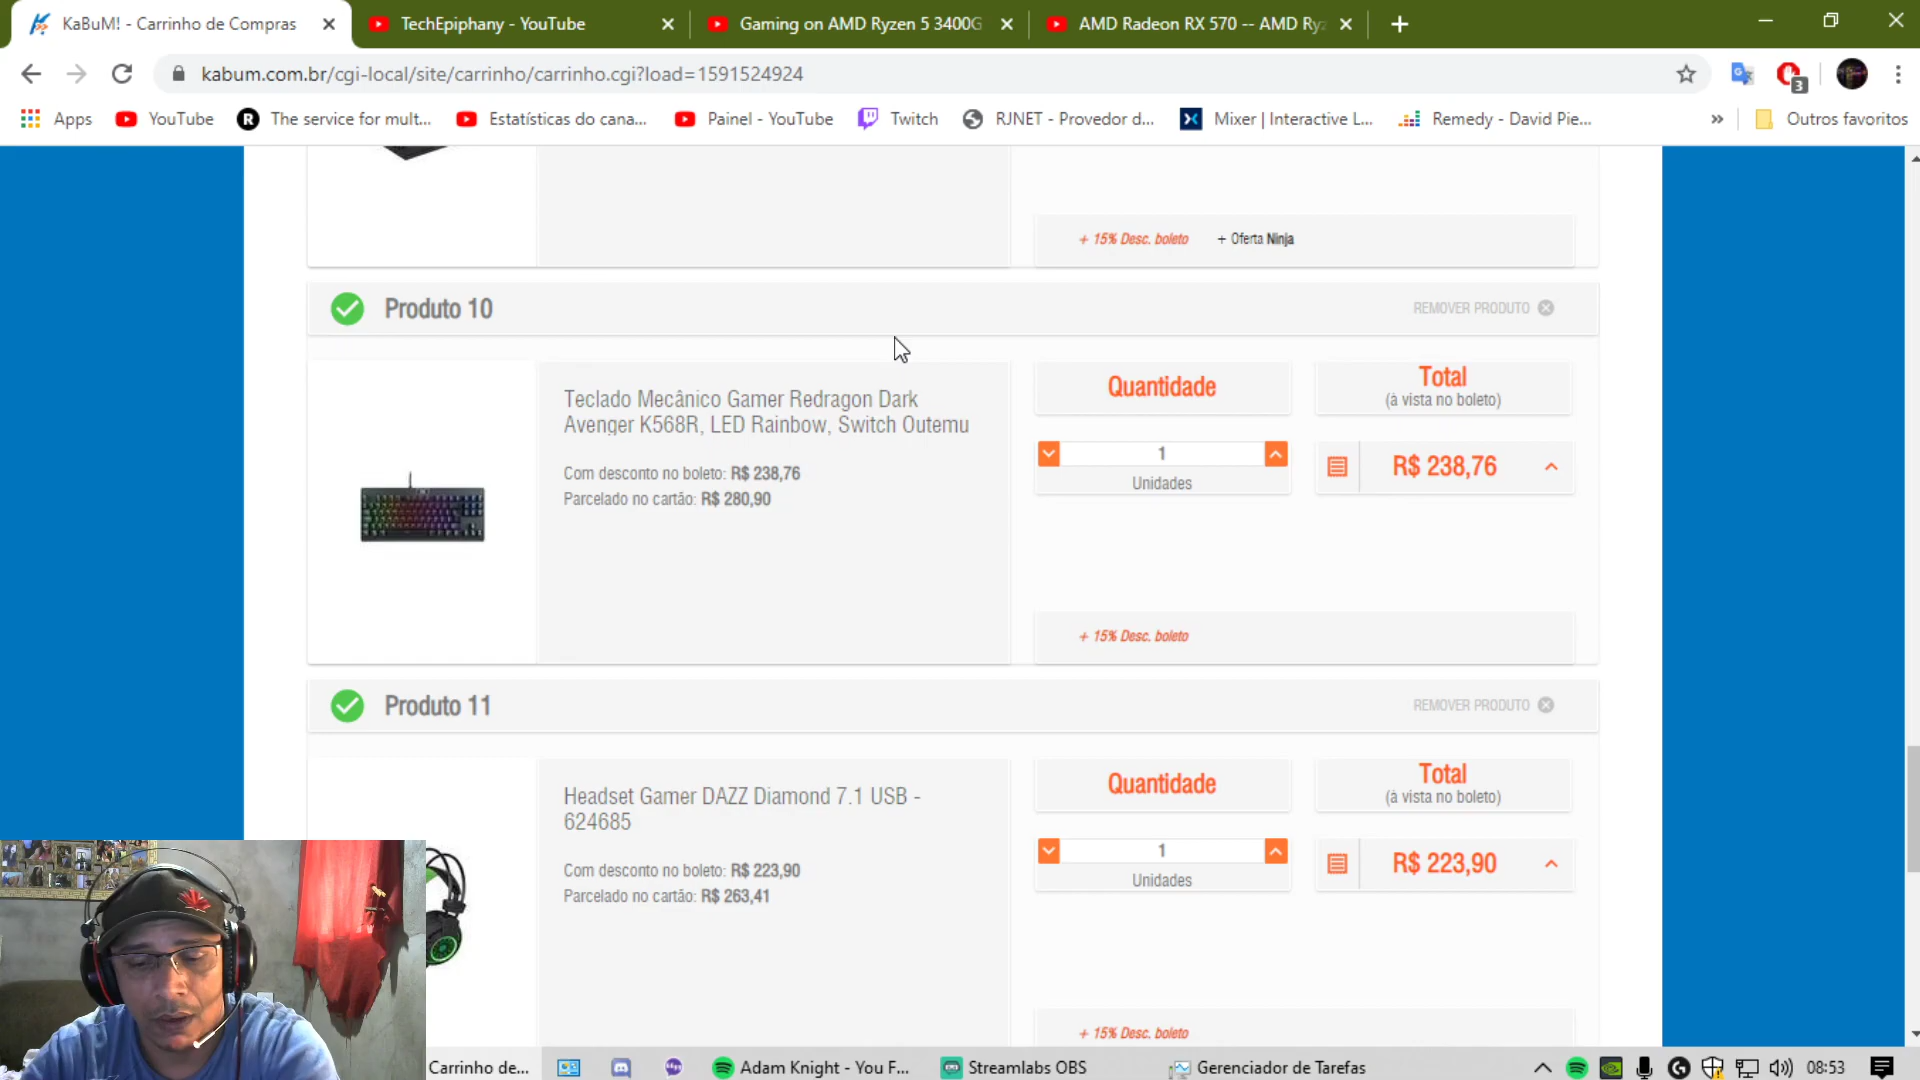 KaBuM! - Carrinho de Compras
TechEpiphany - YouTube
Gaming on AMD Ryzen 5 3400G
AMD Radeon RX 570 -- AMD Ryz
kabum.com.br/cgi-local/site/carrinho/carrinho.cgi?load=1591524924
3
Apps
YouTube
The service for mult...
Estatísticas do cana...
Painel - YouTube
Twitch
RJNET - Provedor d...
Mixer | Interactive L...
Remedy - David Pie...
»
Outros favoritos
+ 15% Desc. boleto + Oferta Ninja
Produto 10
REMOVER PRODUTO
Teclado Mecânico Gamer Redragon Dark
Avenger K568R, LED Rainbow, Switch Outemu
Com desconto no boleto: R$ 238,76
Parcelado no cartão: R$ 280,90
Quantidade
1
Unidades
Total
(à vista no boleto)
R$ 238,76
+ 15% Desc. boleto
Produto 11
REMOVER PRODUTO
Headset Gamer DAZZ Diamond 7.1 USB -
624685
Com desconto no boleto: R$ 223,90
Parcelado no cartão: R$ 263,41
Quantidade
1
Unidades
Total
(à vista no boleto)
R$ 223,90
+ 15% Desc. boleto
Carrinho de...
Adam Knight - You F...
Streamlabs OBS
Gerenciador de Tarefas
08:53